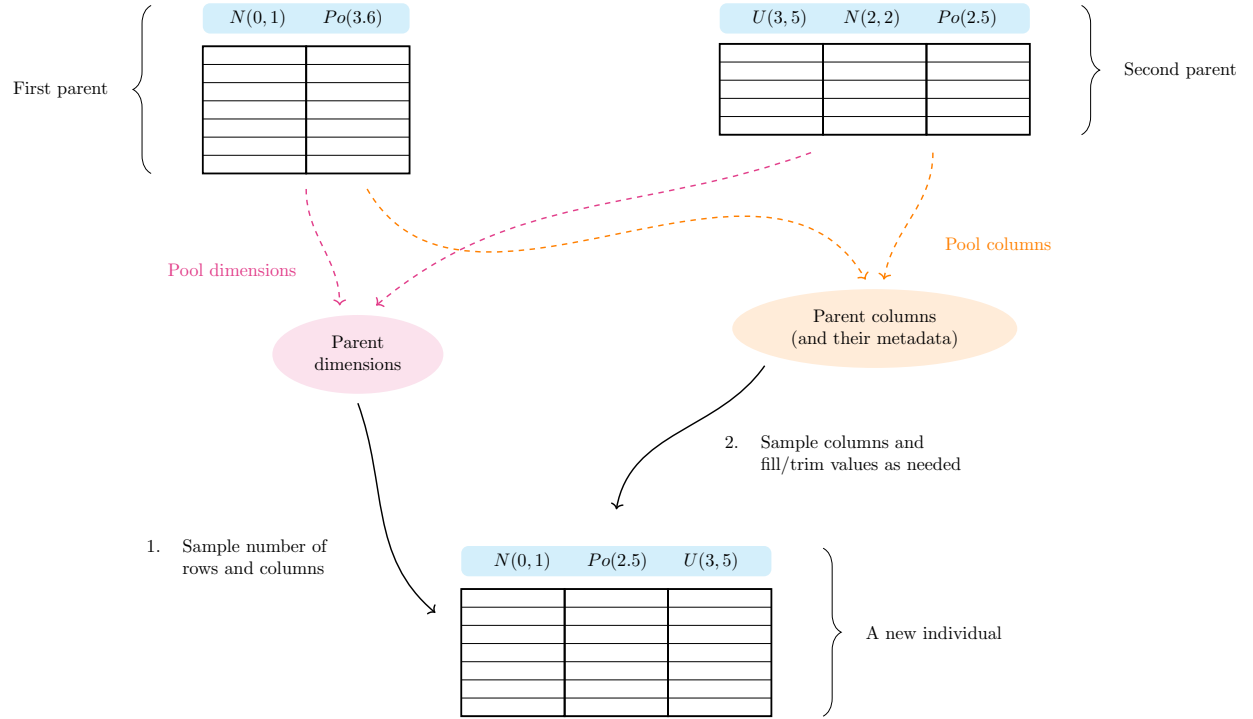 N(0, 1) Po(3.6)
U(3, 5) N(2, 2) Po(2.5)
First parent
Second parent
Pool dimensions
Pool columns
Parent
dimensions
Parent columns
(and their metadata)
2. Sample columns and
fill/trim values as needed
1. Sample number of
rows and columns
N(0, 1) Po(2.5) U(3, 5)
A new individual